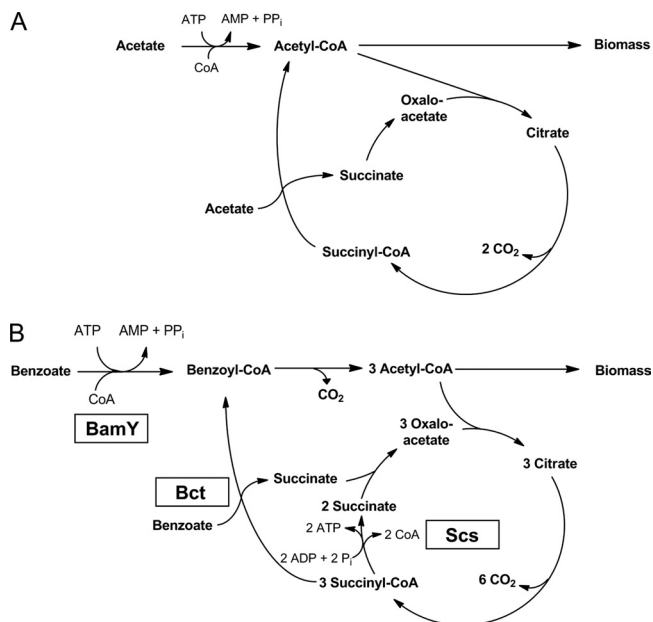 A
ATP AMP + PPi
Acetate Acetyl-CoA Biomass
CoA
Oxalo-
acetate
Citrate
Succinate
Acetate
Succinyl-CoA 2 CO2
B
ATP AMP + PPi
Benzoate Benzoyl-CoA 3 Acetyl-CoA Biomass
CoA CO2
BamY
3 Oxalo-
acetate
3 Citrate
Succinate
Bct
2 Succinate
Benzoate 2 ATP 2 CoA Scs
2 ADP + 2 Pi
3 Succinyl-CoA 6 CO2